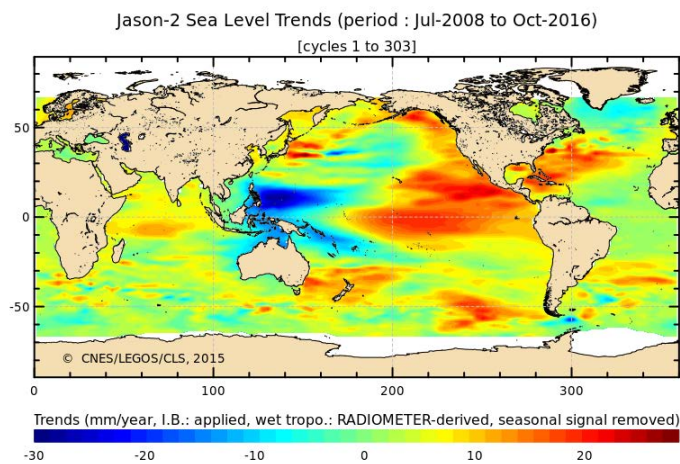 Jason-2 Sea Level Trends (period : Jul-2008 to Oct-2016)
[cycles 1 to 303]
50
0
-50
© CNES/LEGOS/CLS, 2015
0 100 200 300
Trends (mm/year, I.B.: applied, wet tropo.: RADIOMETER-derived, seasonal signal removed)
-30 -20 -10 0 10 20